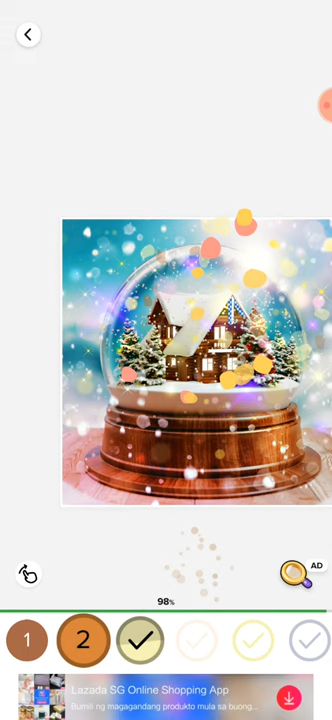 AD
98%
1
2
Lazada SG Online Shopping App
Bumili ng magagandang produkto mula sa buong...